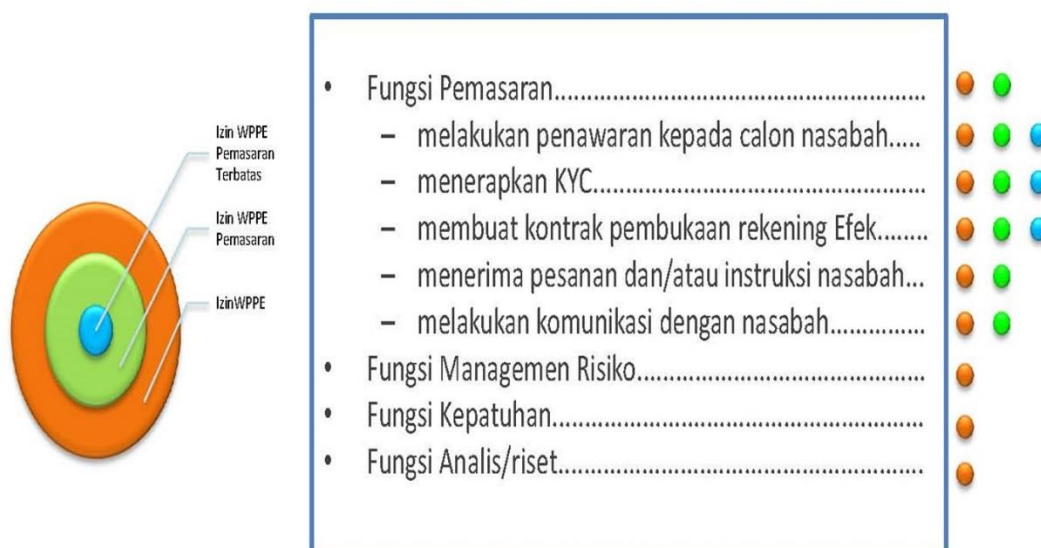 Izin WPPE
Pemasaran
Terbatas
Izin WPPE
Pemasaran
IzinWPPE
• Fungsi Pemasaran.........................................................
– melakukan penawaran kepada calon nasabah.....
– menerapkan KYC...................................................
– membuat kontrak pembukaan rekening Efek........
– menerima pesanan dan/atau instruksi nasabah...
– melakukan komunikasi dengan nasabah...............
• Fungsi Managemen Risiko............................................
• Fungsi Kepatuhan.........................................................
• Fungsi Analis/riset........................................................